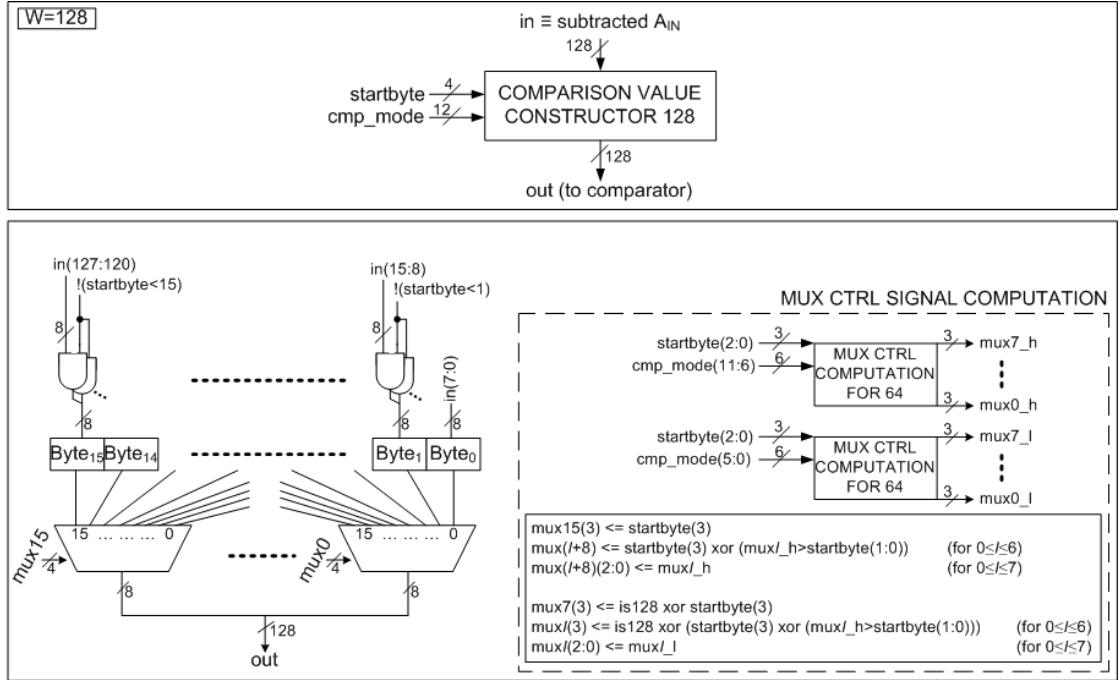 W=128
in ≡ subtracted A_IN
128
startbyte 4
cmp_mode 12
COMPARISON VALUE
CONSTRUCTOR 128
128
out (to comparator)
in(127:120)
!(startbyte<15)
8
8
Byte15 Byte14
in(15:8)
!(startbyte<1)
8
in(7:0)
8 8
Byte1 Byte0
15 ... ... 0
mux15
4
8
15 ... ... 0
mux0
4
8
128
out
MUX CTRL SIGNAL COMPUTATION
startbyte(2:0) 3
cmp_mode(11:6) 6
MUX CTRL
COMPUTATION
FOR 64
3 mux7_h
3 mux0_h
startbyte(2:0) 3
cmp_mode(5:0) 6
MUX CTRL
COMPUTATION
FOR 64
3 mux7_l
3 mux0_l
mux15(3) <= startbyte(3)
mux(l+8) <= startbyte(3) xor (muxl_h>startbyte(1:0)) (for 0≤l≤6)
mux(l+8)(2:0) <= muxl_h (for 0≤l≤7)
mux7(3) <= is128 xor startbyte(3)
muxl(3) <= is128 xor (startbyte(3) xor (muxl_h>startbyte(1:0))) (for 0≤l≤6)
muxl(2:0) <= muxl_l (for 0≤l≤7)